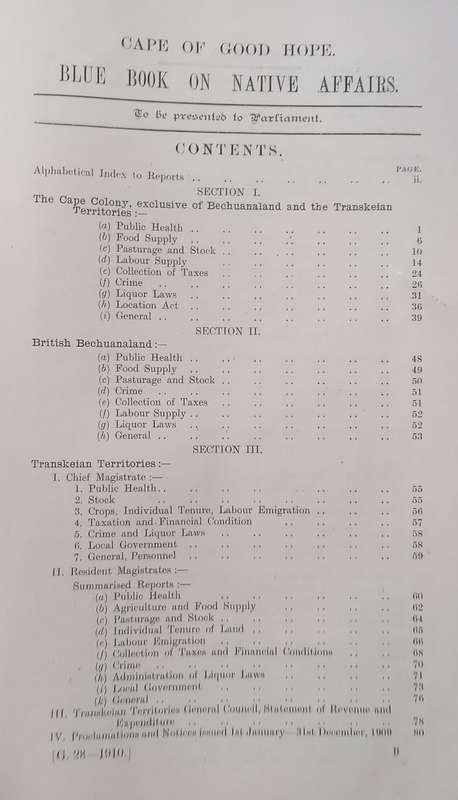 CAPE OF GOOD HOPE.
BLUE BOOK ON NATIVE AFFAIRS.
To be presented to Parliament.
CONTENTS.
PAGE.
Alphabetical Index to Reports .. .. .. .. .. .. .. ii.
SECTION I.
The Cape Colony, exclusive of Bechuanaland and the Transkeian
Territories:—
(a) Public Health .. .. .. .. .. .. .. 1
(b) Food Supply .. .. .. .. .. .. .. 6
(c) Pasturage and Stock .. .. .. .. .. .. 10
(d) Labour Supply .. .. .. .. .. .. .. 14
(e) Collection of Taxes .. .. .. .. .. .. 24
(f) Crime .. .. .. .. .. .. .. .. 26
(g) Liquor Laws .. .. .. .. .. .. .. 31
(h) Location Act .. .. .. .. .. .. .. 36
(i) General .. .. .. .. .. .. .. .. 39
SECTION II.
British Bechuanaland:—
(a) Public Health .. .. .. .. .. .. .. 48
(b) Food Supply .. .. .. .. .. .. .. 49
(c) Pasturage and Stock .. .. .. .. .. .. 50
(d) Crime .. .. .. .. .. .. .. .. 51
(e) Collection of Taxes .. .. .. .. .. .. 51
(f) Labour Supply .. .. .. .. .. .. .. 52
(g) Liquor Laws .. .. .. .. .. .. .. 52
(h) General .. .. .. .. .. .. .. .. 53
SECTION III.
Transkeian Territories:—
I. Chief Magistrate:—
1. Public Health .. .. .. .. .. .. .. 55
2. Stock .. .. .. .. .. .. .. .. 55
3. Crops, Individual Tenure, Labour Emigration .. .. .. 56
4. Taxation and Financial Condition .. .. .. .. 57
5. Crime and Liquor Laws .. .. .. .. .. .. 58
6. Local Government .. .. .. .. .. .. .. 58
7. General, Personnel .. .. .. .. .. .. .. 59
II. Resident Magistrates:—
Summarised Reports:—
(a) Public Health .. .. .. .. .. .. 60
(b) Agriculture and Food Supply .. .. .. .. 62
(c) Pasturage and Stock .. .. .. .. .. .. 64
(d) Individual Tenure of Land .. .. .. .. .. 65
(e) Labour Emigration .. .. .. .. .. .. 66
(f) Collection of Taxes and Financial Conditions .. .. 68
(g) Crime .. .. .. .. .. .. .. .. 70
(h) Administration of Liquor Laws .. .. .. .. 71
(i) Local Government .. .. .. .. .. .. 73
(k) General .. .. .. .. .. .. .. .. 76
III. Transkeian Territories General Council, Statement of Revenue and
Expenditure .. .. .. .. .. .. .. 78
IV. Proclamations and Notices issued 1st January—31st December, 1909 80
[G. 28—1910.]